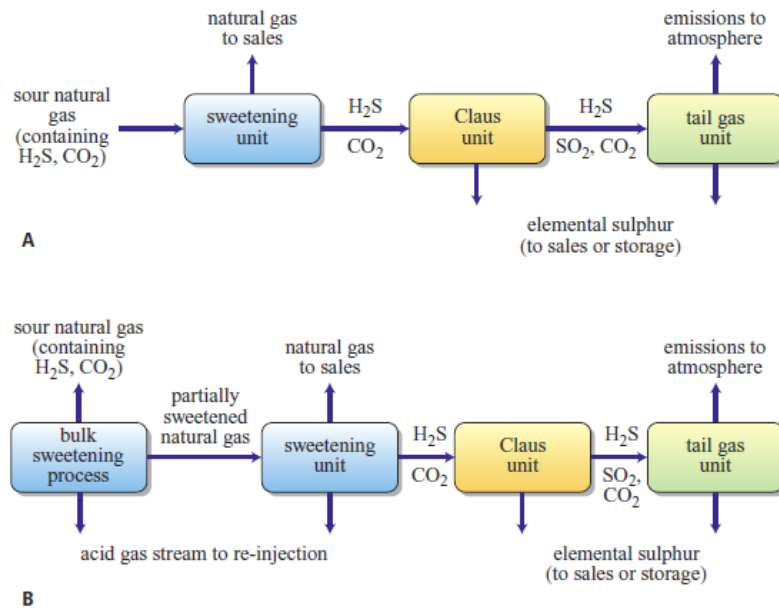 natural gas
to sales
emissions to
atmosphere
sour natural
gas
(containing
H₂S, CO₂)
sweetening
unit
H₂S
CO₂
Claus
unit
H₂S
SO₂, CO₂
tail gas
unit
elemental sulphur
(to sales or storage)
A
sour natural gas
(containing
H₂S, CO₂)
natural gas
to sales
emissions to
atmosphere
bulk
sweetening
process
partially
sweetened
natural gas
sweetening
unit
H₂S
CO₂
Claus
unit
H₂S
SO₂,
CO₂
tail gas
unit
acid gas stream to re-injection
elemental sulphur
(to sales or storage)
B